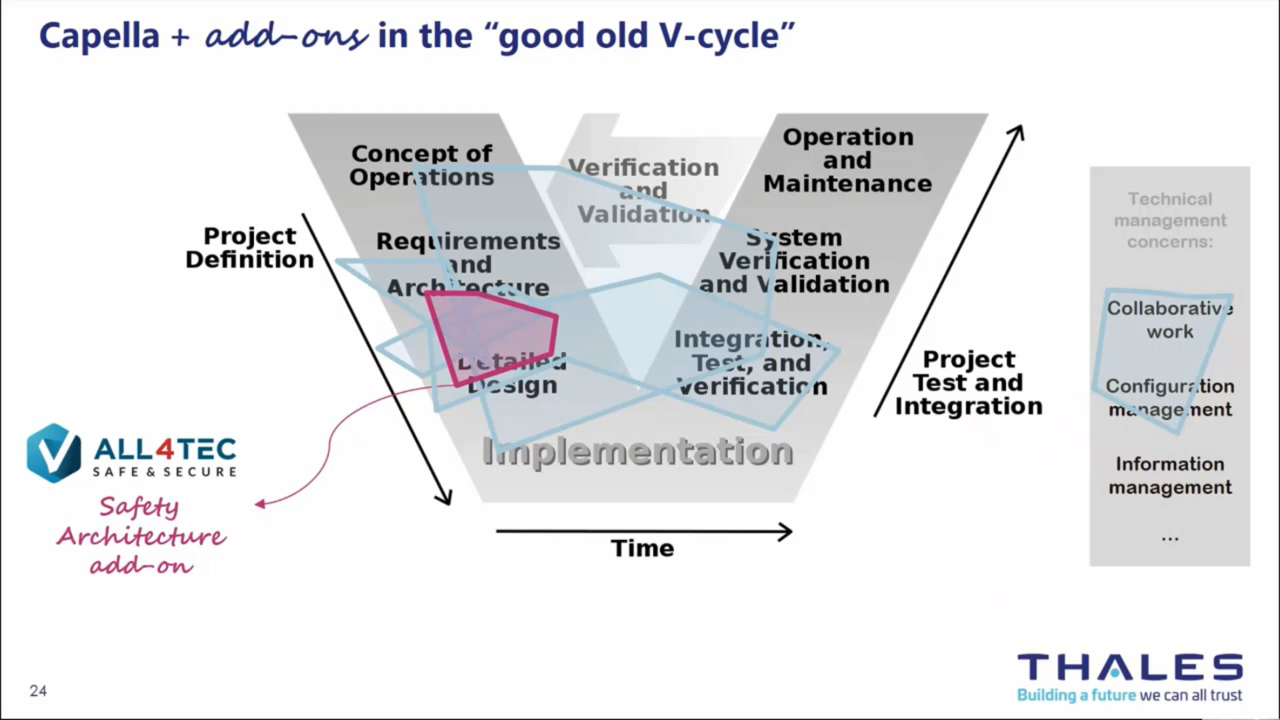 Capella + add-ons in the “good old V-cycle”
Concept of
Operations
Verification
and
Validation
Operation
and
Maintenance
Project
Definition
Requirements
and
Architecture
System
Verification
and Validation
Detailed
Design
Integration,
Test, and
Verification
Project
Test and
Integration
Implementation
Time
ALL4TEC
SAFE & SECURE
Safety
Architecture
add-on
Technical
management
concerns:
Collaborative
work
Configuration
management
Information
management
...
24
THALES
Building a future we can all trust